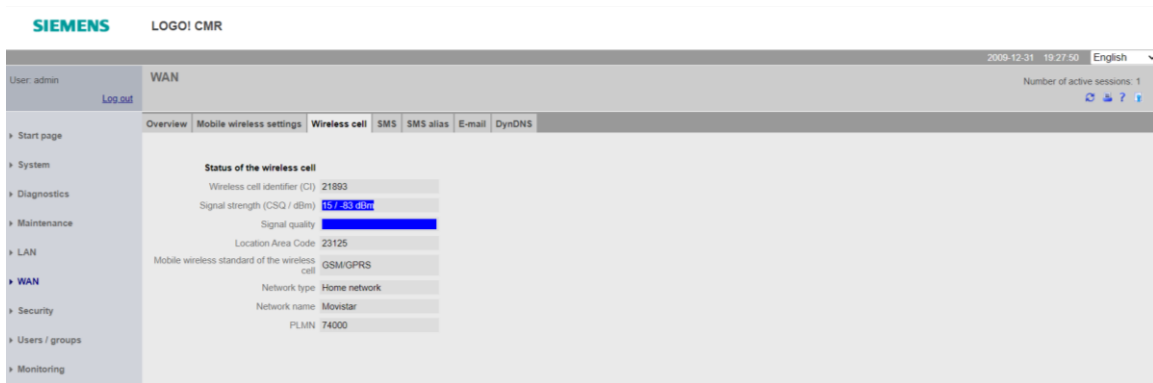 SIEMENS LOGO! CMR
2009-12-31 19:27:50 English
User: admin
Log out
WAN
Number of active sessions: 1
?
Overview Mobile wireless settings Wireless cell SMS SMS alias E-mail DynDNS
Start page
System
Diagnostics
Maintenance
LAN
WAN
Security
Users / groups
Monitoring
Status of the wireless cell
Wireless cell identifier (CI) 21893
Signal strength (CSQ / dBm) 15 / -83 dBm
Signal quality
Location Area Code 23125
Mobile wireless standard of the wireless
cell GSM/GPRS
Network type Home network
Network name Movistar
PLMN 74000